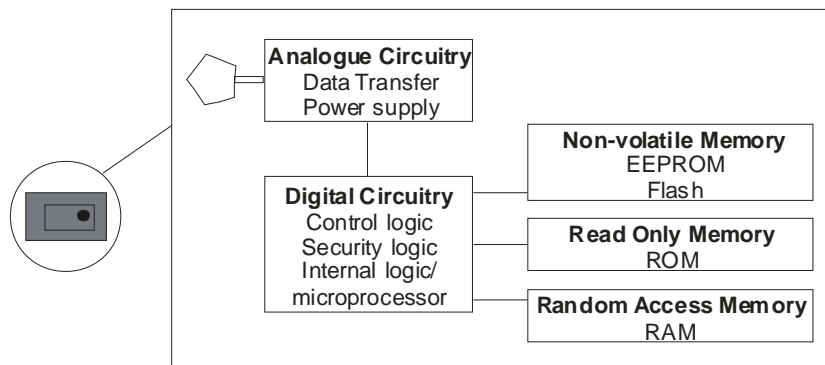 Analogue Circuitry
Data Transfer
Power supply
Digital Circuitry
Control logic
Security logic
Internal logic/
microprocessor
Non-volatile Memory
EEPROM
Flash
Read Only Memory
ROM
Random Access Memory
RAM